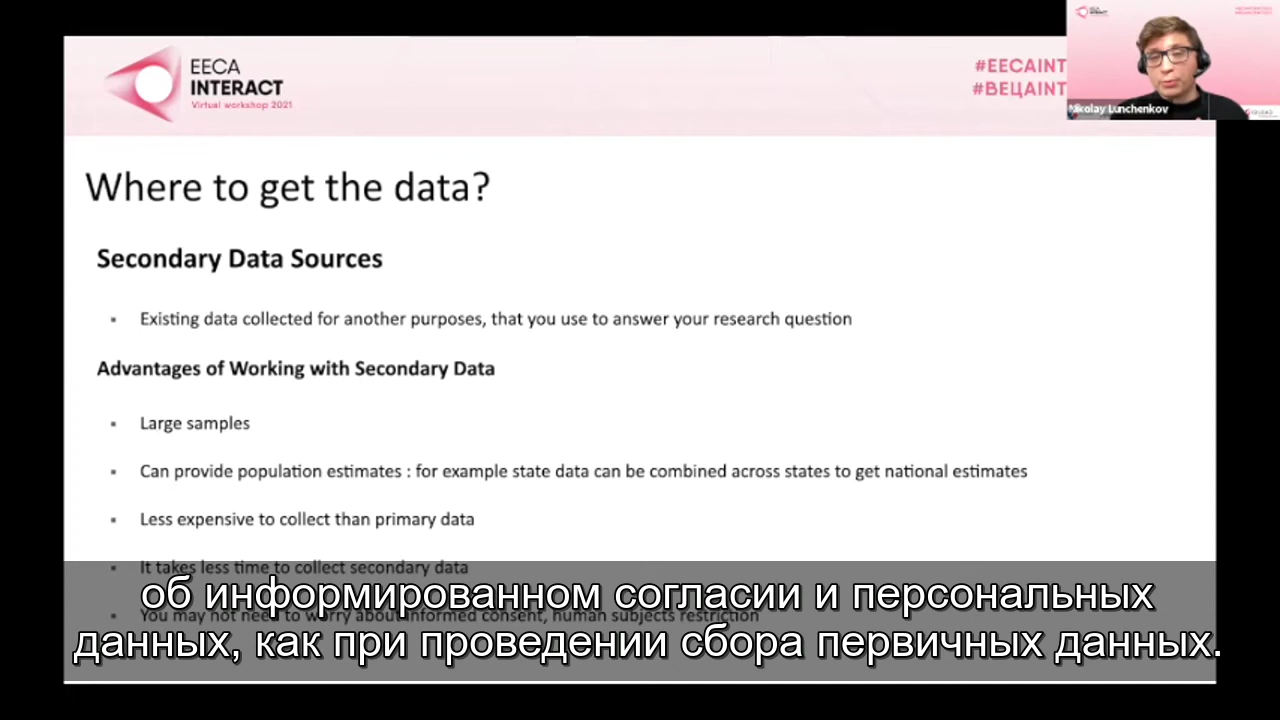 EECA
INTERACT
Virtual workshop 2021
#EECAINT
#ВЕЦАINT
EECA
INTERACT
Nikolay Lunchenkov
Where to get the data?
Secondary Data Sources
▪ Existing data collected for another purposes, that you use to answer your research question
Advantages of Working with Secondary Data
▪ Large samples
▪ Can provide population estimates : for example state data can be combined across states to get national estimates
▪ Less expensive to collect than primary data
▪ It takes less time to collect secondary data
▪ You may not need to worry about informed consent, human subjects restriction
об информированном согласии и персональных
данных, как при проведении сбора первичных данных.